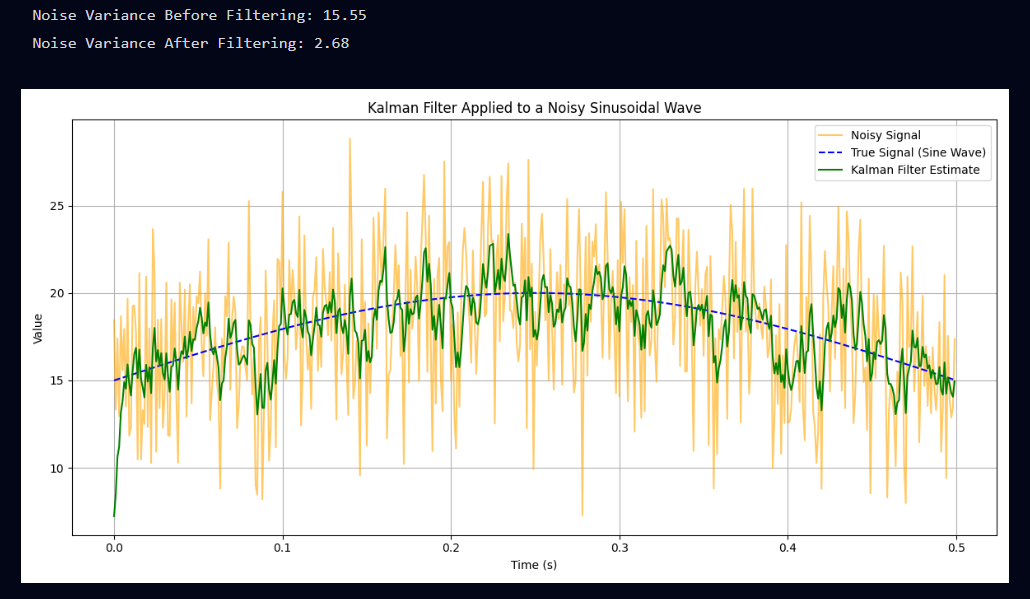 Noise Variance Before Filtering: 15.55
Noise Variance After Filtering: 2.68
Kalman Filter Applied to a Noisy Sinusoidal Wave
Noisy Signal
True Signal (Sine Wave)
Kalman Filter Estimate
25
20
15
10
Value
0.0 0.1 0.2 0.3 0.4 0.5
Time (s)